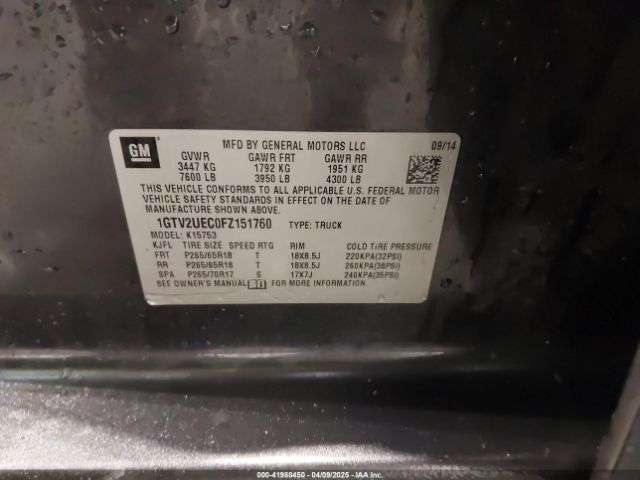 GM
MFD BY GENERAL MOTORS LLC 09/14
GVWR GAWR FRT GAWR RR
3447 KG 1792 KG 1951 KG
7600 LB 3950 LB 4300 LB
THIS VEHICLE CONFORMS TO ALL APPLICABLE U.S. FEDERAL MOTOR
VEHICLE SAFETY STANDARDS IN EFFECT ON THE DATE OF
MANUFACTURE SHOWN ABOVE.
1GTV2UEC0FZ151760 TYPE: TRUCK
MODEL: K15753
KJFL TIRE SIZE SPEED RTG RIM COLD TIRE PRESSURE
FRT P265/65R18 T 18X8.5J 220KPA(32PSI)
RR P265/65R18 T 18X8.5J 260KPA(38PSI)
SPA P265/70R17 S 17X7J 240KPA(35PSI)
SEE OWNER'S MANUAL FOR MORE INFORMATION.
000-41988450 - 04/09/2025 - IAAI.COM